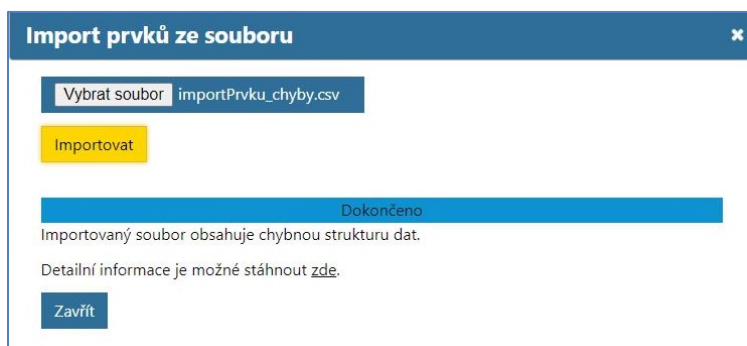 Import prvků ze souboru
Vybrat soubor importPrvku_chyby.csv
Importovat
Dokončeno
Importovaný soubor obsahuje chybnou strukturu dat.
Detailní informace je možné stáhnout zde.
Zavřít